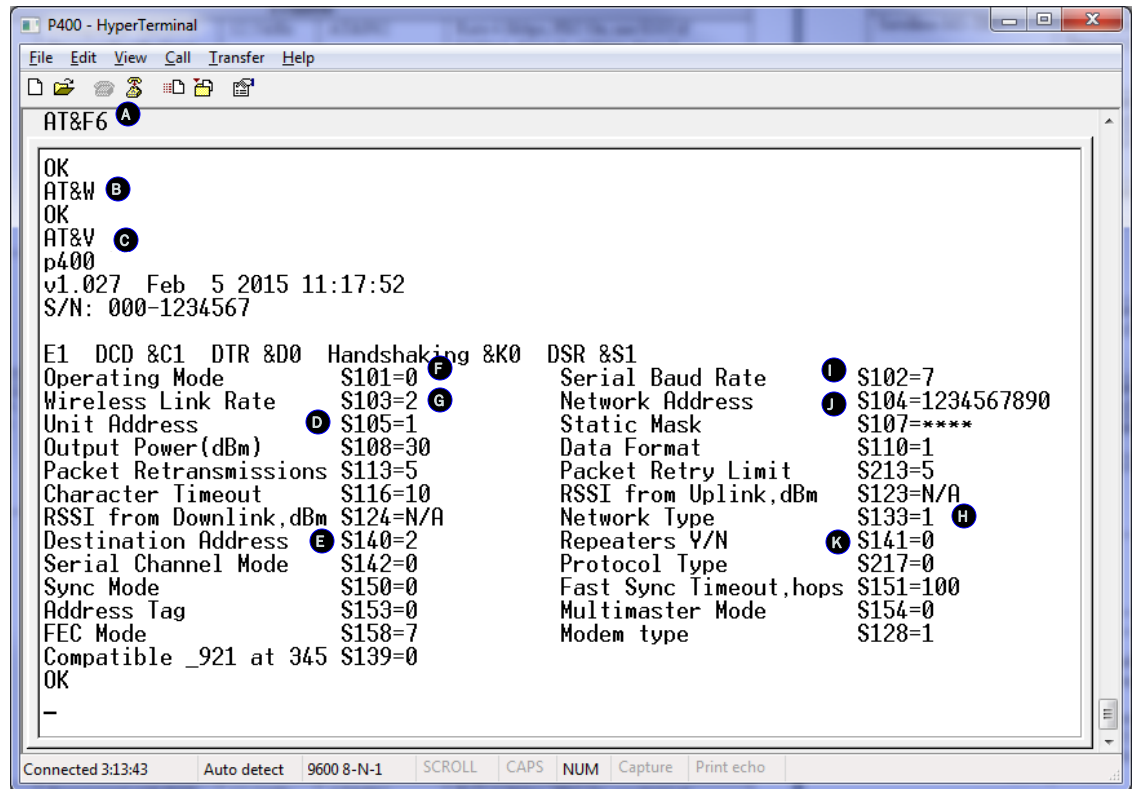 P400 - HyperTerminal
File Edit View Call Transfer Help
AT&F6 A
OK
AT&W B
OK
AT&V C
p400
v1.027 Feb 5 2015 11:17:52
S/N: 000-1234567
E1 DCD &C1 DTR &D0 Handshaking &K0 DSR &S1
Operating Mode S101=0 F Serial Baud Rate I S102=7
Wireless Link Rate S103=2 G Network Address J S104=1234567890
Unit Address D S105=1 Static Mask S107=****
Output Power(dBm) S108=30 Data Format S110=1
Packet Retransmissions S113=5 Packet Retry Limit S213=5
Character Timeout S116=10 RSSI from Uplink,dBm S123=N/A
RSSI from Downlink,dBm S124=N/A Network Type S133=1 H
Destination Address E S140=2 Repeaters Y/N K S141=0
Serial Channel Mode S142=0 Protocol Type S217=0
Sync Mode S150=0 Fast Sync Timeout,hops S151=100
Address Tag S153=0 Multimaster Mode S154=0
FEC Mode S158=7 Modem type S128=1
Compatible _921 at 345 S139=0
OK
_
Connected 3:13:43 Auto detect 9600 8-N-1 SCROLL CAPS NUM Capture Print echo